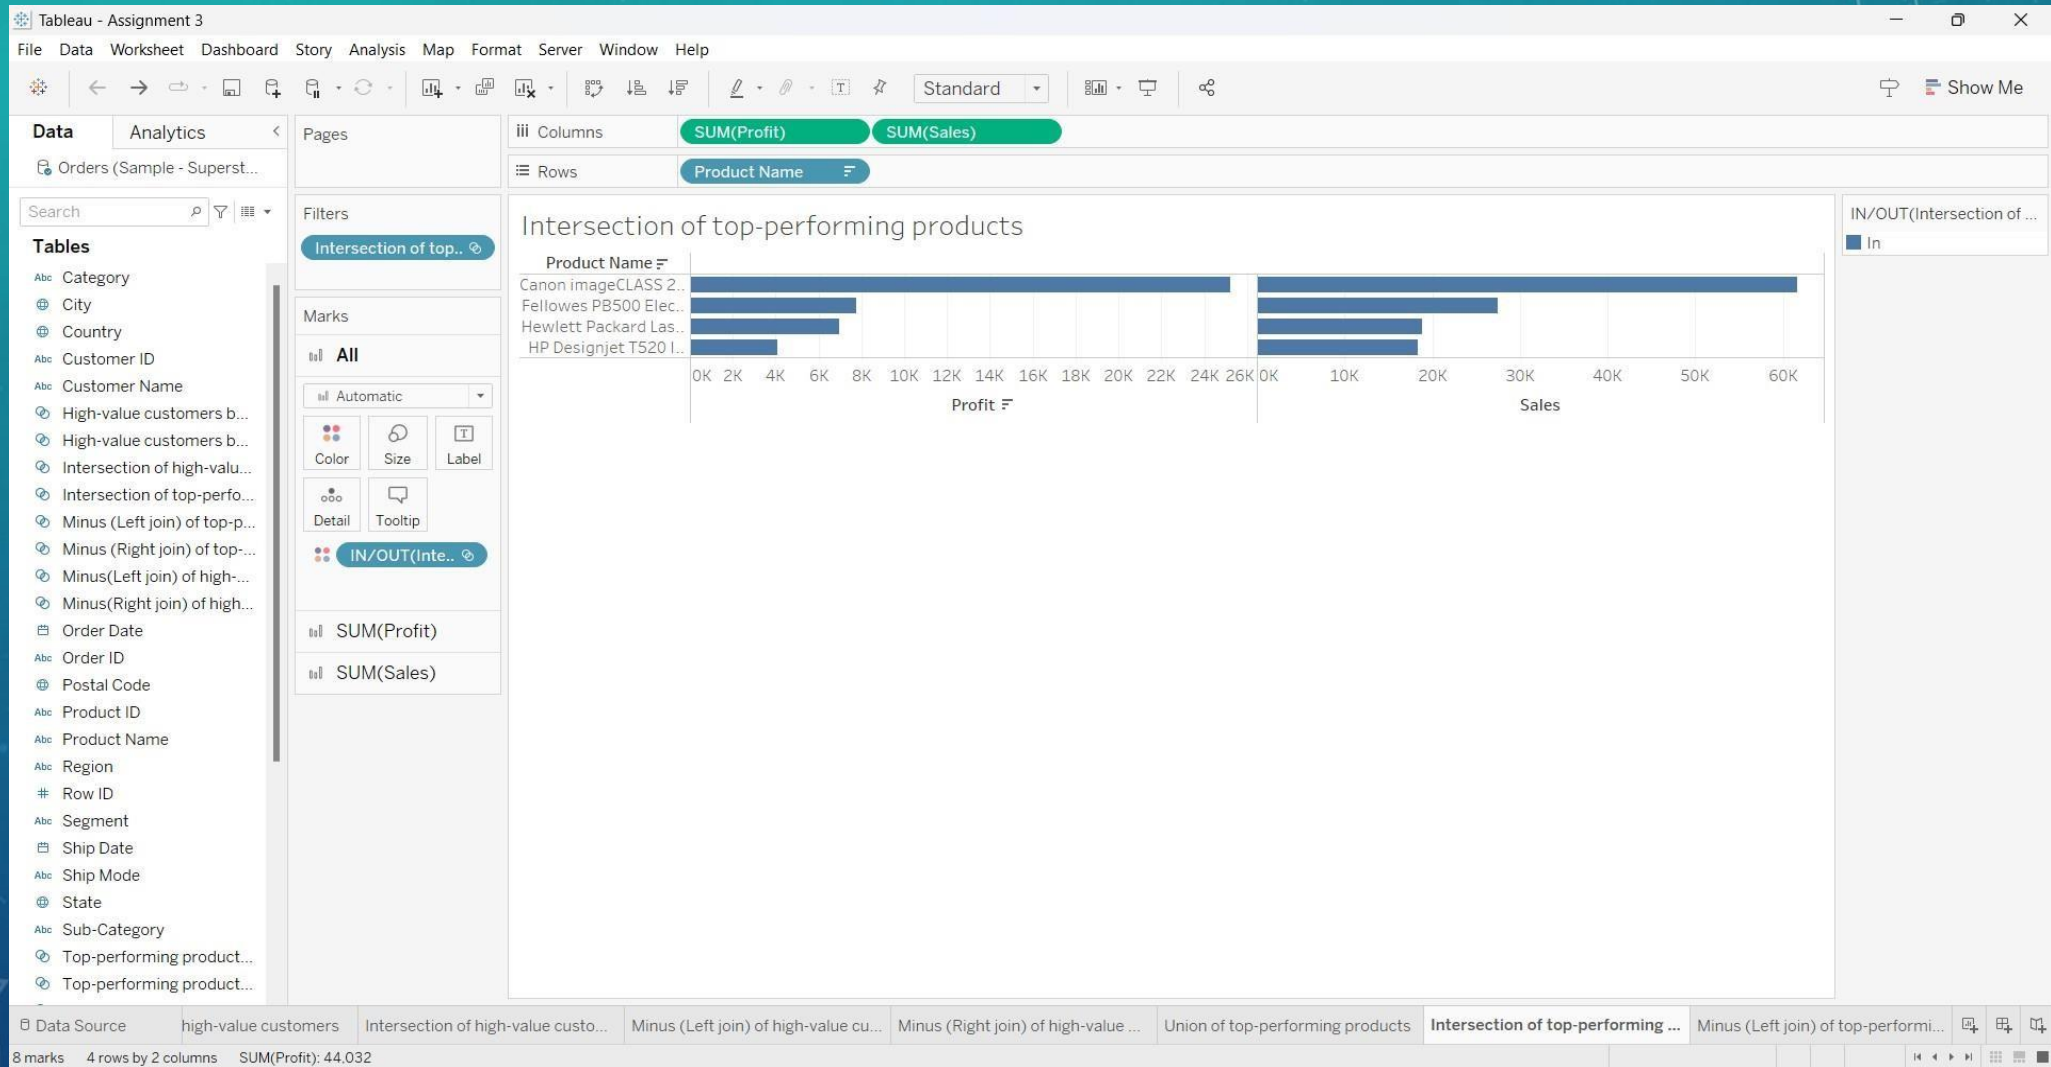 Tableau - Assignment 3
File Data Worksheet Dashboard Story Analysis Map Format Server Window Help
Standard
Show Me
Data Analytics
Orders (Sample - Superst...
Search
Tables
Abc Category
City
Country
Abc Customer ID
Abc Customer Name
High-value customers b...
High-value customers b...
Intersection of high-valu...
Intersection of top-perfo...
Minus (Left join) of top-p...
Minus (Right join) of top-...
Minus(Left join) of high-...
Minus(Right join) of high...
Order Date
Abc Order ID
Postal Code
Abc Product ID
Abc Product Name
Abc Region
# Row ID
Abc Segment
Ship Date
Abc Ship Mode
State
Abc Sub-Category
Top-performing product...
Top-performing product...
Pages
Filters
Intersection of top..
Marks
All
Automatic
Color Size Label
Detail Tooltip
IN/OUT(Inte..
SUM(Profit)
SUM(Sales)
Columns SUM(Profit) SUM(Sales)
Rows Product Name
Intersection of top-performing products
Product Name
Canon imageCLASS 2..
Fellowes PB500 Elec..
Hewlett Packard Las..
HP Designjet T520 I..
0K 2K 4K 6K 8K 10K 12K 14K 16K 18K 20K 22K 24K 26K 0K 10K 20K 30K 40K 50K 60K
Profit Sales
IN/OUT(Intersection of ...
In
Data Source high-value customers Intersection of high-value custo... Minus (Left join) of high-value cu... Minus (Right join) of high-value ... Union of top-performing products Intersection of top-performing ... Minus (Left join) of top-performi...
8 marks 4 rows by 2 columns SUM(Profit): 44,032